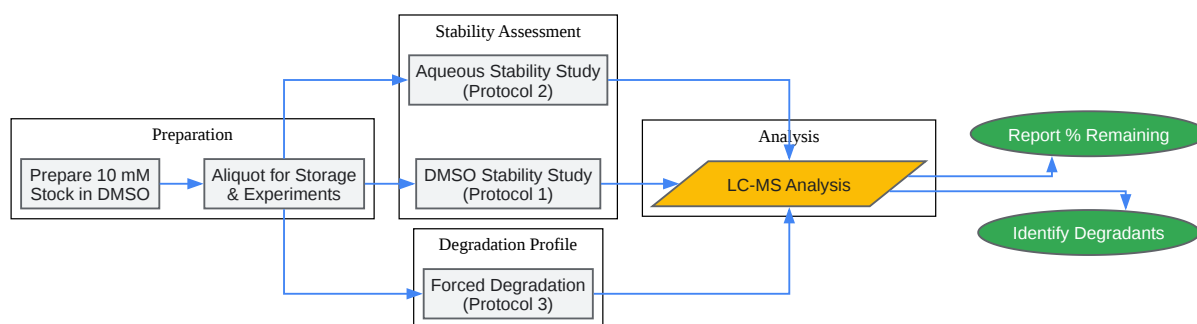 Preparation
Prepare 10 mM
Stock in DMSO
Aliquot for Storage
& Experiments
Stability Assessment
Aqueous Stability Study
(Protocol 2)
DMSO Stability Study
(Protocol 1)
Degradation Profile
Forced Degradation
(Protocol 3)
Analysis
LC-MS Analysis
Report % Remaining
Identify Degradants